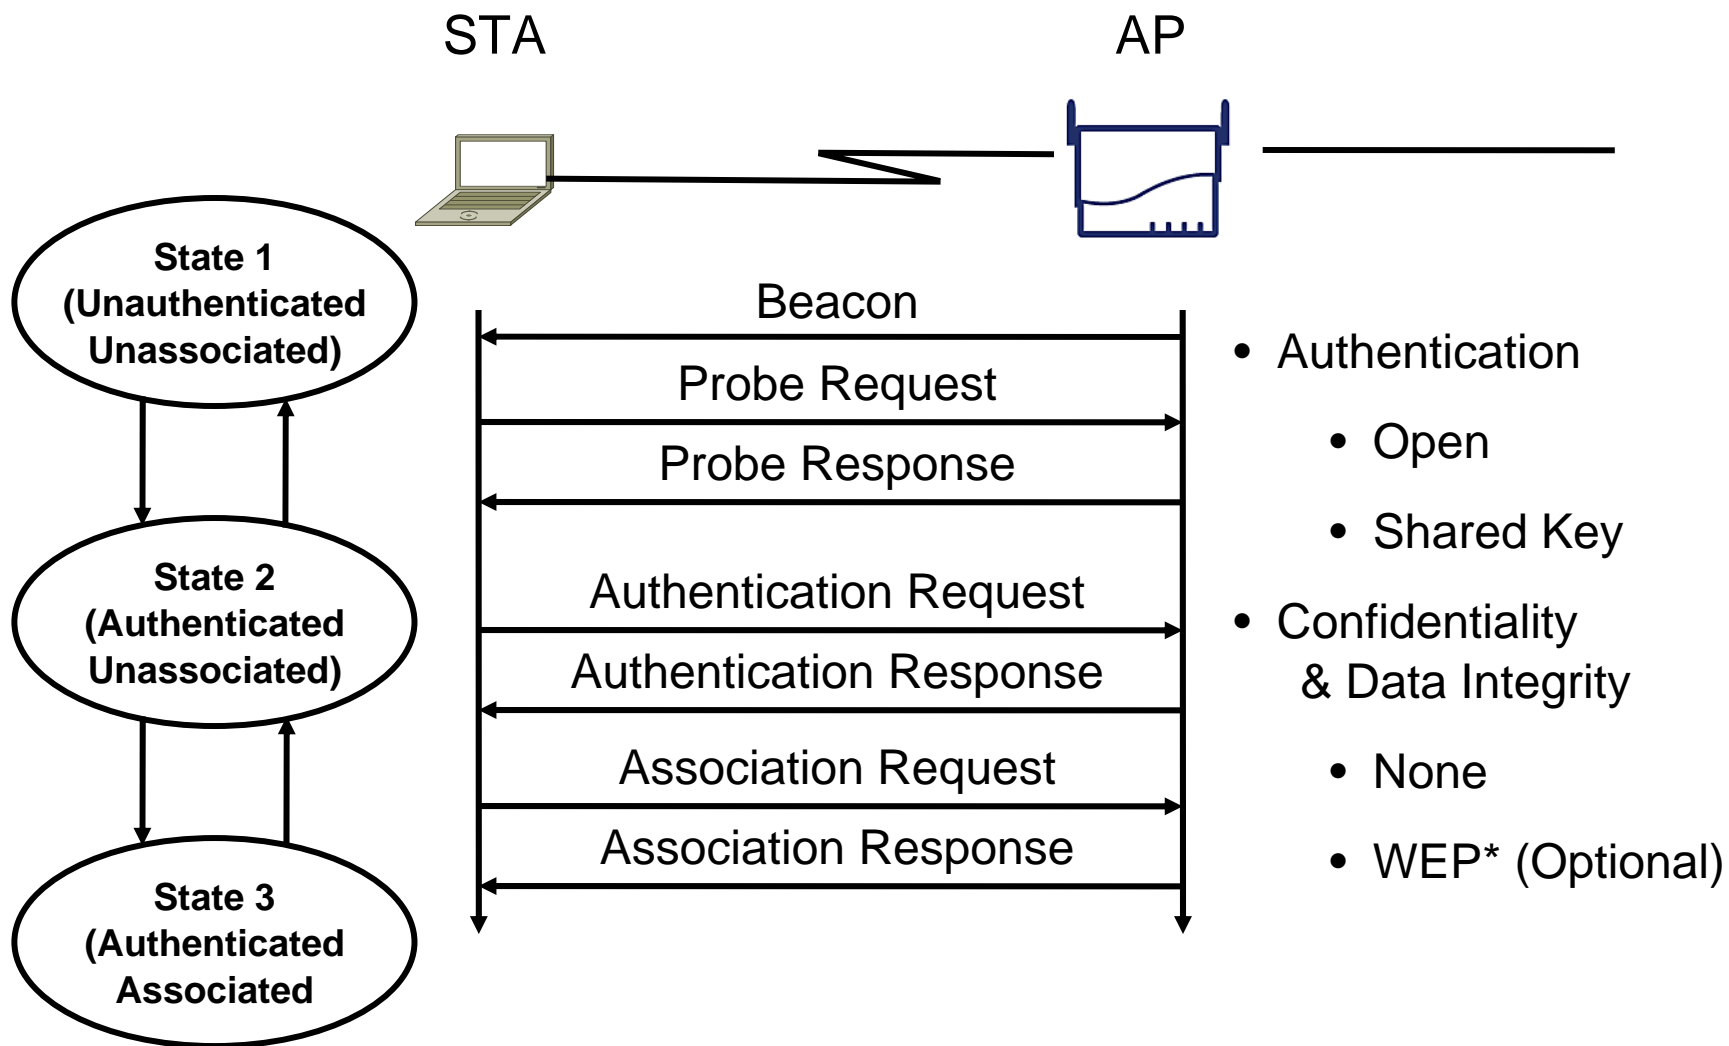 STA
AP
State 1
(Unauthenticated
Unassociated)
State 2
(Authenticated
Unassociated)
State 3
(Authenticated
Associated
Beacon
Probe Request
Probe Response
Authentication Request
Authentication Response
Association Request
Association Response
• Authentication
• Open
• Shared Key
• Confidentiality
& Data Integrity
• None
• WEP* (Optional)